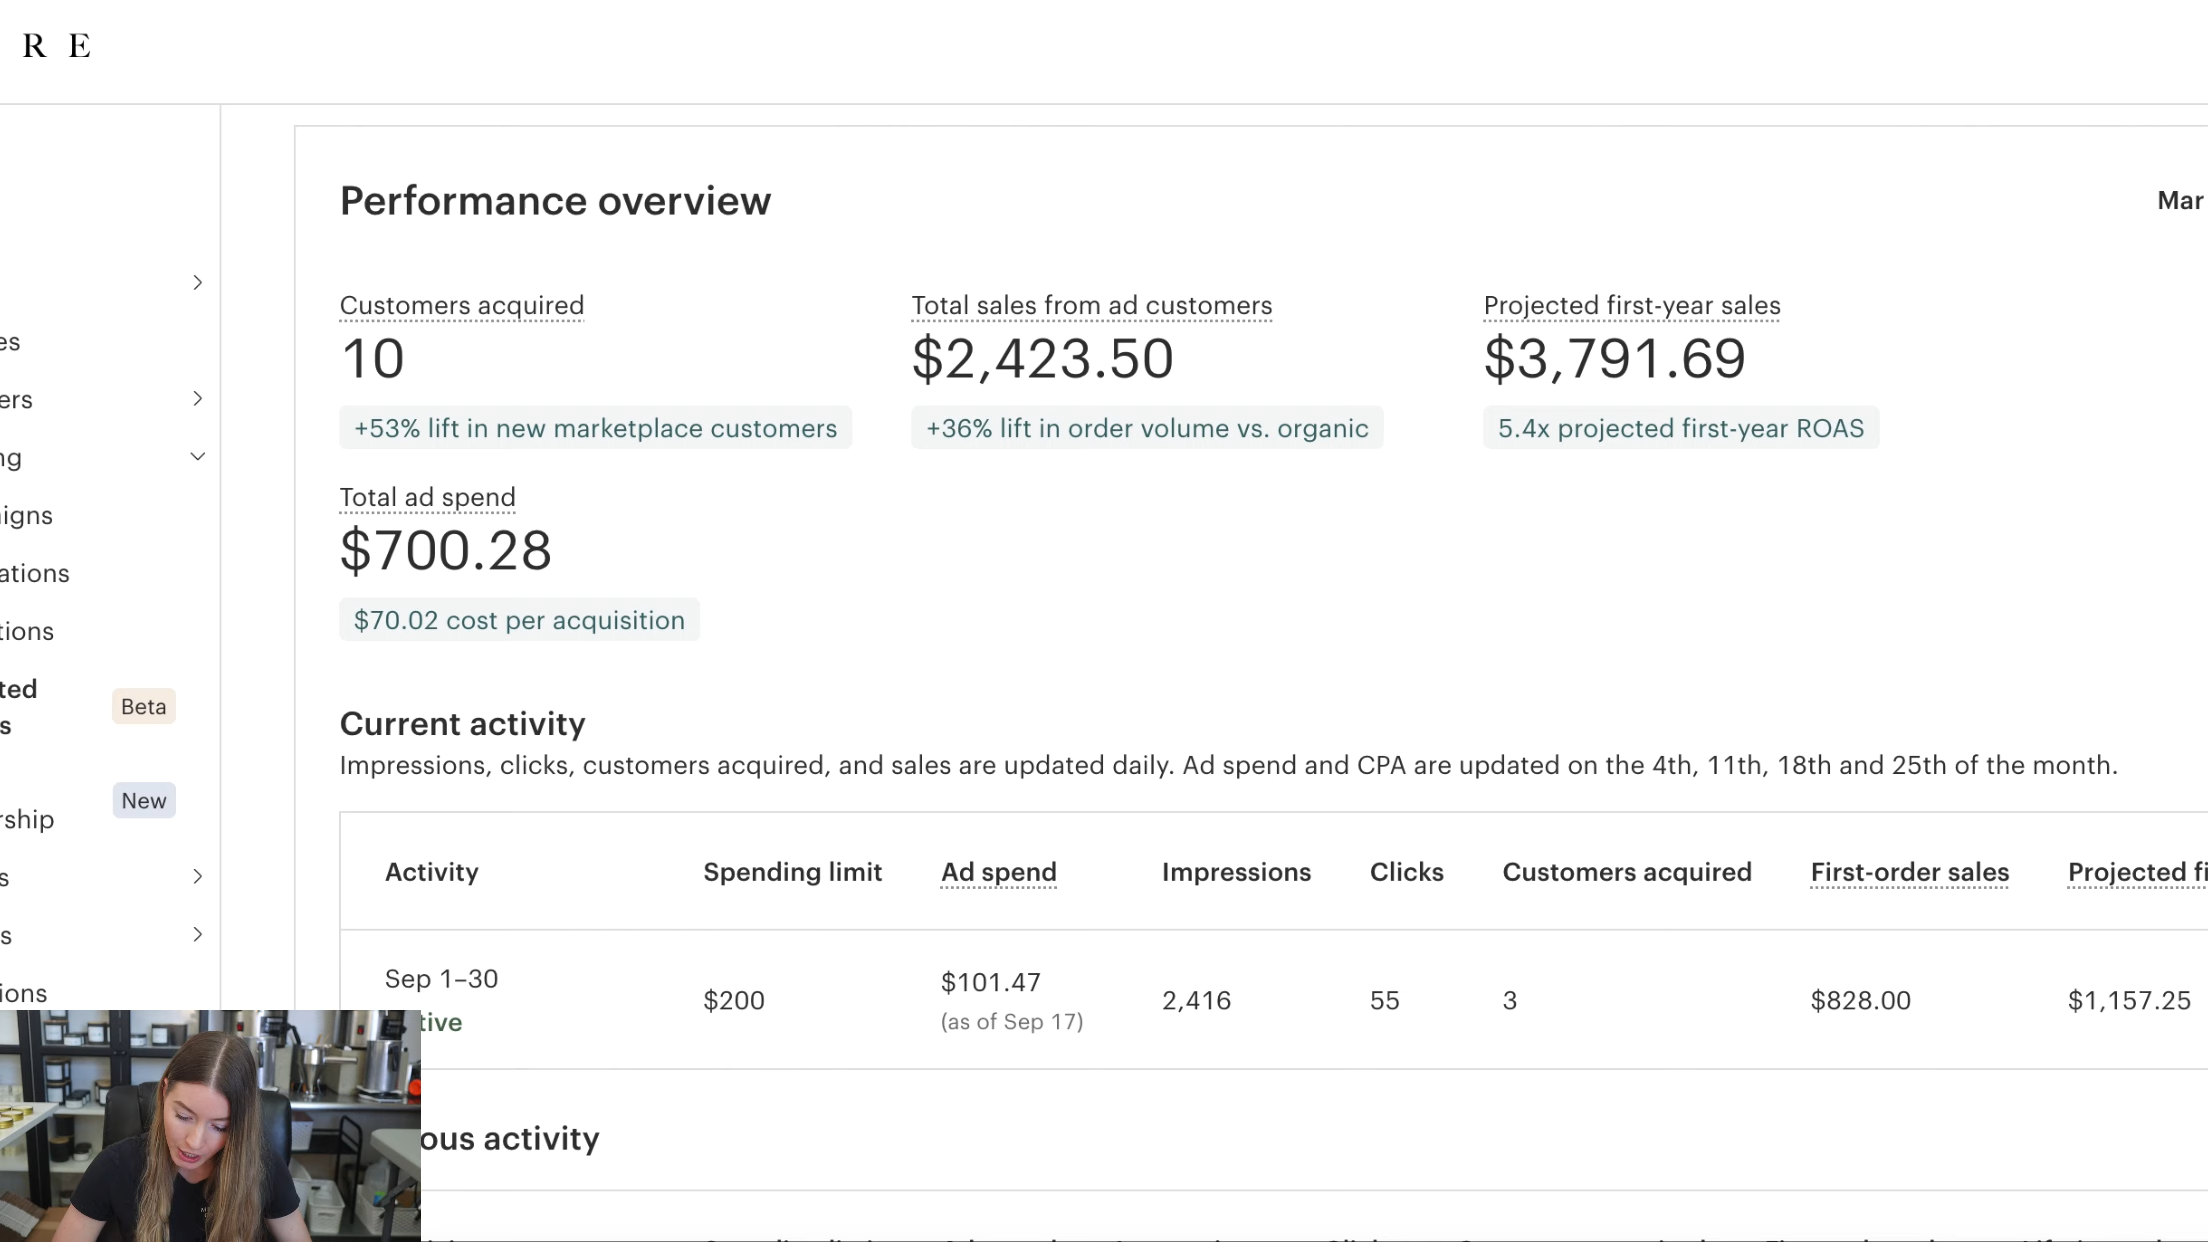 R E
Performance overview
Mar
Customers acquired
10
+53% lift in new marketplace customers
Total sales from ad customers
$2,423.50
+36% lift in order volume vs. organic
Projected first-year sales
$3,791.69
5.4x projected first-year ROAS
Total ad spend
$700.28
$70.02 cost per acquisition
es
ers
ng
aigns
ations
tions
ted
s
Beta
New
rship
s
s
ions
Current activity
Impressions, clicks, customers acquired, and sales are updated daily. Ad spend and CPA are updated on the 4th, 11th, 18th and 25th of the month.
Activity Spending limit Ad spend Impressions Clicks Customers acquired First-order sales Projected fi
Sep 1–30
tive
$200
$101.47
(as of Sep 17)
2,416
55
3
$828.00
$1,157.25
ous activity